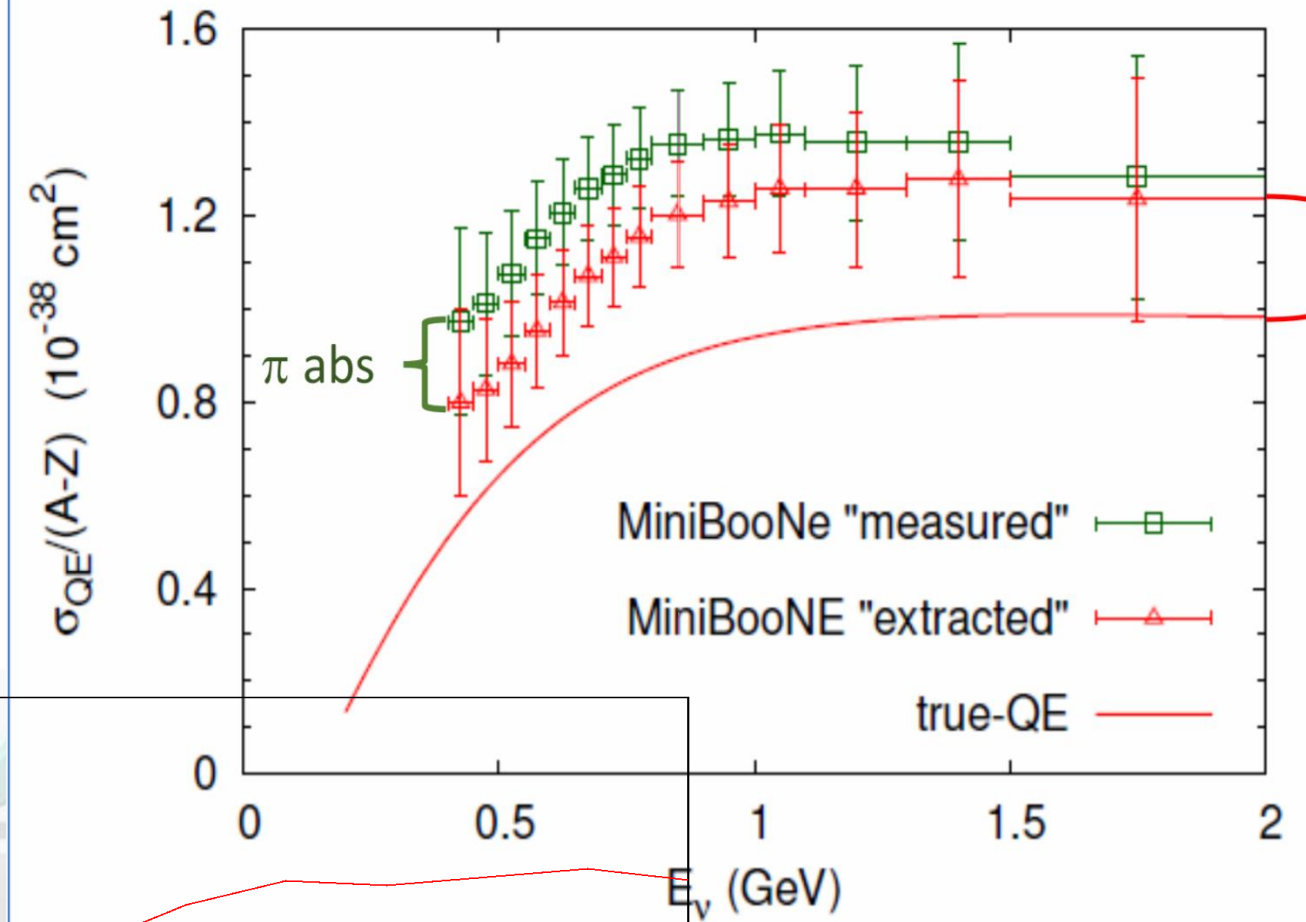 1.6
1.2
0.8
0.4
0
σQE/(A-Z) (10⁻³⁸ cm²)
π abs
MiniBooNe "measured"
MiniBooNE "extracted"
true-QE
0 0.5 1 1.5 2
Eν (GeV)